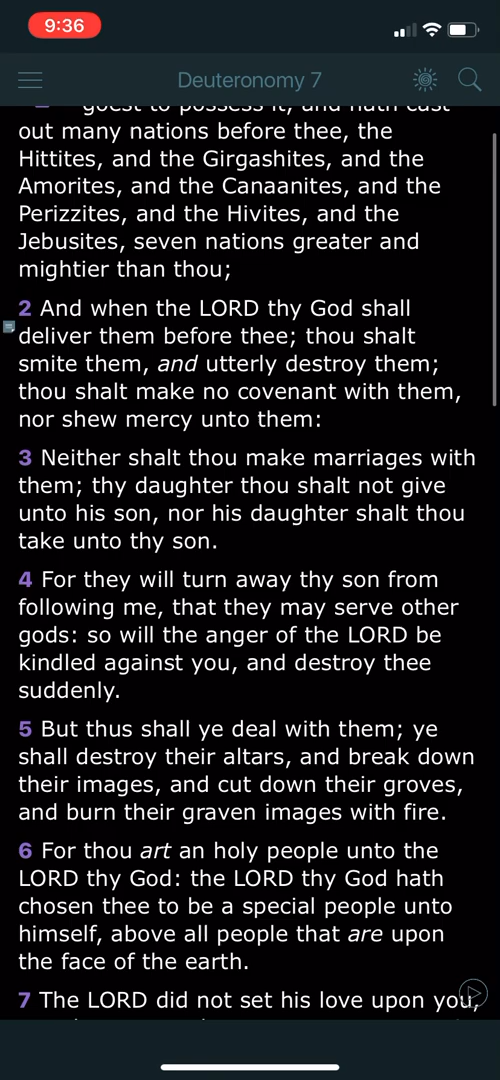 9:36
Deuteronomy 7
goest to possess it, and hath cast
out many nations before thee, the
Hittites, and the Girgashites, and the
Amorites, and the Canaanites, and the
Perizzites, and the Hivites, and the
Jebusites, seven nations greater and
mightier than thou;
2 And when the LORD thy God shall
deliver them before thee; thou shalt
smite them, and utterly destroy them;
thou shalt make no covenant with them,
nor shew mercy unto them:
3 Neither shalt thou make marriages with
them; thy daughter thou shalt not give
unto his son, nor his daughter shalt thou
take unto thy son.
4 For they will turn away thy son from
following me, that they may serve other
gods: so will the anger of the LORD be
kindled against you, and destroy thee
suddenly.
5 But thus shall ye deal with them; ye
shall destroy their altars, and break down
their images, and cut down their groves,
and burn their graven images with fire.
6 For thou art an holy people unto the
LORD thy God: the LORD thy God hath
chosen thee to be a special people unto
himself, above all people that are upon
the face of the earth.
7 The LORD did not set his love upon you,